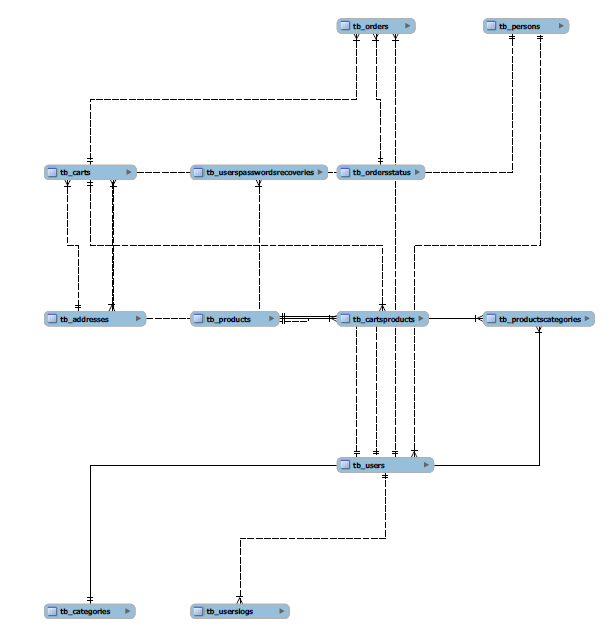 tb_orders
tb_persons
tb_carts
tb_userspasswordsrecoveries
tb_ordersstatus
tb_addresses
tb_products
tb_cartsproducts
tb_productscategories
tb_users
tb_categories
tb_userslogs